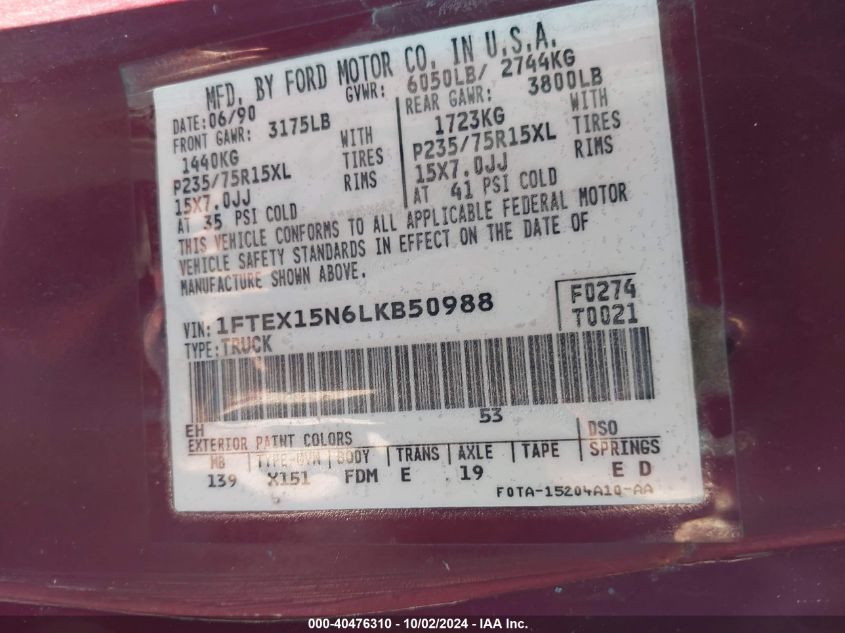 MFD. BY FORD MOTOR CO. IN U.S.A.
DATE: 06/90 GVWR: 6050LB/ 2744KG
FRONT GAWR: 3175LB REAR GAWR: 3800LB
1440KG WITH 1723KG WITH
P235/75R15XL TIRES P235/75R15XL TIRES
15X7.0JJ RIMS 15X7.0JJ RIMS
AT 35 PSI COLD AT 41 PSI COLD
THIS VEHICLE CONFORMS TO ALL APPLICABLE FEDERAL MOTOR
VEHICLE SAFETY STANDARDS IN EFFECT ON THE DATE OF
MANUFACTURE SHOWN ABOVE.
VIN: 1FTEX15N6LKB50988 F0274
TYPE: TRUCK T0021
EH 53
EXTERIOR PAINT COLORS DSO
WB TYPE-GVW BODY TRANS AXLE TAPE SPRINGS
139 X151 FDM E 19 E D
F0TA-15204A10-AA
000-40476310 - 10/02/2024 - IAA Inc.